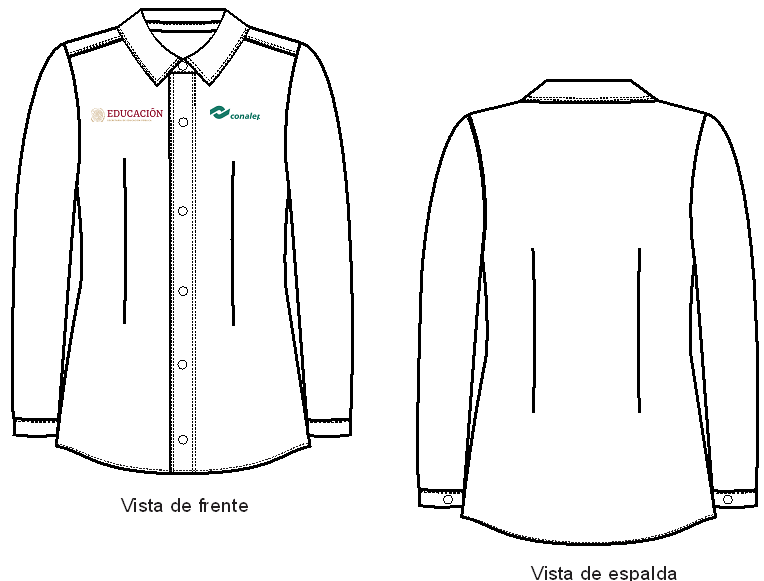 EDUCACIÓN
conalep
Vista de frente
Vista de espalda